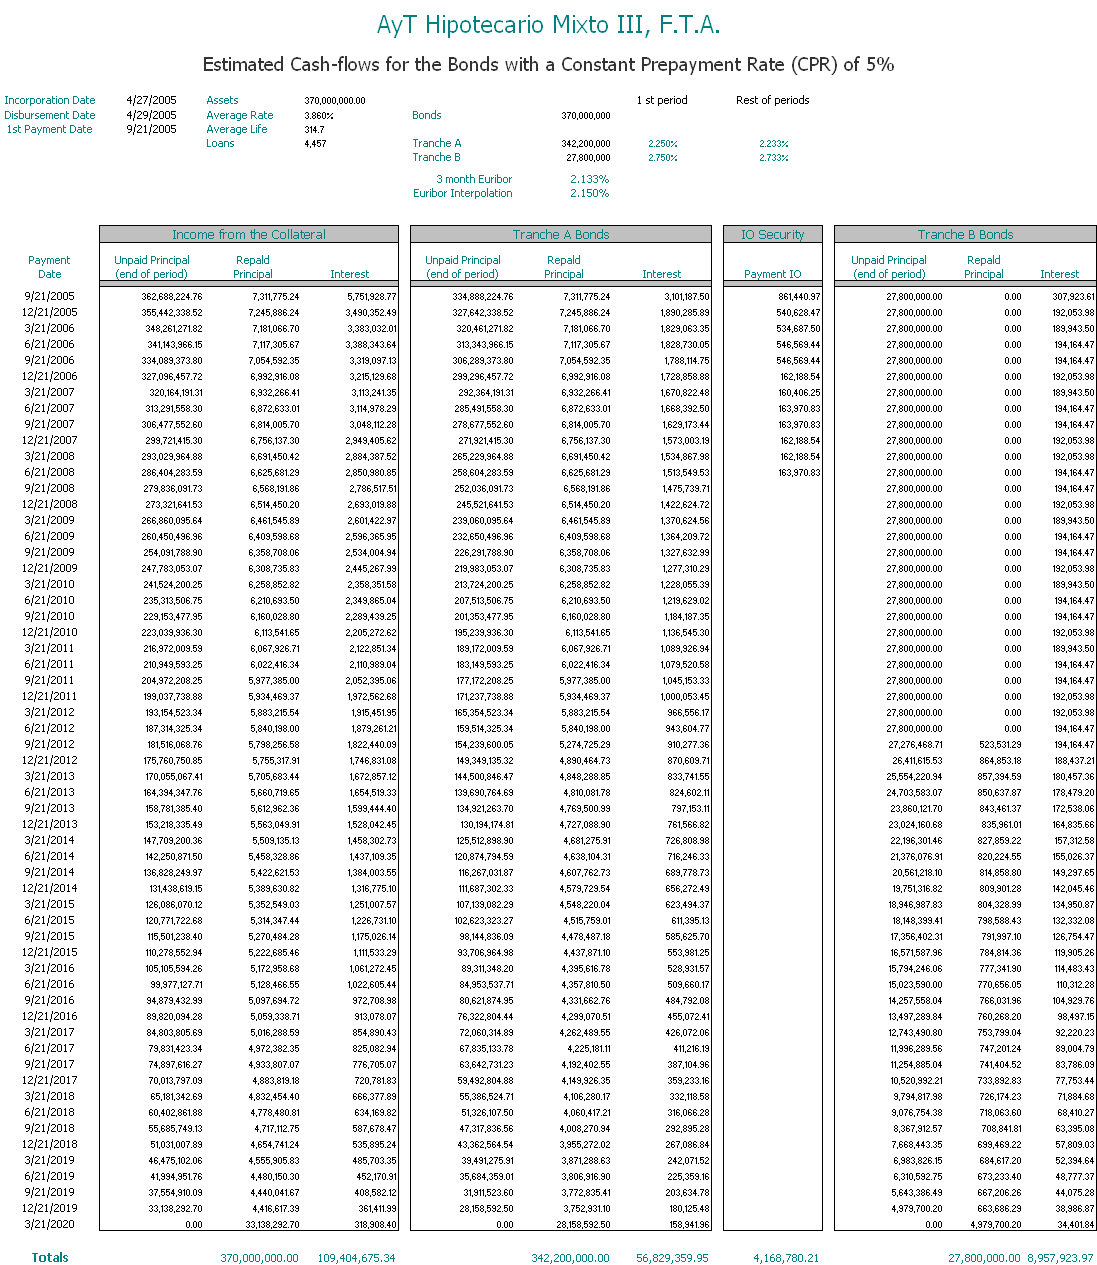 AyT Hipotecario Mixto III, F.T.A.
Estimated Cash-flows for the Bonds with a Constant Prepayment Rate (CPR) of 5%
Incorporation Date 4/27/2005 Assets 370,000,000.00 1 st period Rest of periods
Disbursement Date 4/29/2005 Average Rate 3.860% Bonds 370,000,000
1st Payment Date 9/21/2005 Average Life 314.7
Loans 4,457 Tranche A 342,200,000 2.250% 2.233%
Tranche B 27,800,000 2.750% 2.733%
3 month Euribor 2.133%
Euribor Interpolation 2.150%
Income from the Collateral Tranche A Bonds IO Security Tranche B Bonds
Payment Unpaid Principal Repaid Unpaid Principal Repaid Unpaid Principal Repaid
Date (end of period) Principal Interest (end of period) Principal Interest Payment IO (end of period) Principal Interest
9/21/2005 362,688,224.76 7,311,775.24 5,751,928.77 334,888,224.76 7,311,775.24 3,101,187.50 861,440.97 27,800,000.00 0.00 307,923.61
12/21/2005 355,442,338.52 7,245,886.24 3,490,352.49 327,642,338.52 7,245,886.24 1,890,285.89 540,628.47 27,800,000.00 0.00 192,053.98
3/21/2006 348,261,271.82 7,181,066.70 3,383,032.01 320,461,271.82 7,181,066.70 1,829,063.35 534,687.50 27,800,000.00 0.00 189,943.50
6/21/2006 341,143,966.15 7,117,305.67 3,388,343.64 313,343,966.15 7,117,305.67 1,828,730.05 546,569.44 27,800,000.00 0.00 194,164.47
9/21/2006 334,089,373.80 7,054,592.35 3,319,097.13 306,289,373.80 7,054,592.35 1,788,114.75 546,569.44 27,800,000.00 0.00 194,164.47
12/21/2006 327,096,457.72 6,992,916.08 3,215,129.68 299,296,457.72 6,992,916.08 1,728,858.88 162,188.54 27,800,000.00 0.00 192,053.98
3/21/2007 320,164,191.31 6,932,266.41 3,113,241.35 292,364,191.31 6,932,266.41 1,670,822.48 160,406.25 27,800,000.00 0.00 189,943.50
6/21/2007 313,291,558.30 6,872,633.01 3,114,978.29 285,491,558.30 6,872,633.01 1,668,392.50 163,970.83 27,800,000.00 0.00 194,164.47
9/21/2007 306,477,552.60 6,814,005.70 3,048,112.28 278,677,552.60 6,814,005.70 1,629,173.44 163,970.83 27,800,000.00 0.00 194,164.47
12/21/2007 299,721,415.30 6,756,137.30 2,949,405.62 271,921,415.30 6,756,137.30 1,573,003.19 162,188.54 27,800,000.00 0.00 192,053.98
3/21/2008 293,029,964.88 6,691,450.42 2,884,387.52 265,229,964.88 6,691,450.42 1,534,867.98 162,188.54 27,800,000.00 0.00 192,053.98
6/21/2008 286,404,283.59 6,625,681.29 2,850,980.85 258,604,283.59 6,625,681.29 1,513,549.53 163,970.83 27,800,000.00 0.00 194,164.47
9/21/2008 279,836,091.73 6,568,191.86 2,786,517.51 252,036,091.73 6,568,191.86 1,475,739.71 27,800,000.00 0.00 194,164.47
12/21/2008 273,321,641.53 6,514,450.20 2,693,019.88 245,521,641.53 6,514,450.20 1,422,624.72 27,800,000.00 0.00 192,053.98
3/21/2009 266,860,095.64 6,461,545.89 2,601,422.97 239,060,095.64 6,461,545.89 1,370,624.56 27,800,000.00 0.00 189,943.50
6/21/2009 260,450,496.96 6,409,598.68 2,596,365.95 232,650,496.96 6,409,598.68 1,364,209.72 27,800,000.00 0.00 194,164.47
9/21/2009 254,091,788.90 6,358,708.06 2,534,004.94 226,291,788.90 6,358,708.06 1,327,632.99 27,800,000.00 0.00 194,164.47
12/21/2009 247,783,053.07 6,308,735.83 2,445,267.99 219,983,053.07 6,308,735.83 1,277,310.29 27,800,000.00 0.00 192,053.98
3/21/2010 241,524,200.25 6,258,852.82 2,358,351.58 213,724,200.25 6,258,852.82 1,228,055.39 27,800,000.00 0.00 189,943.50
6/21/2010 235,313,506.75 6,210,693.50 2,349,865.04 207,513,506.75 6,210,693.50 1,219,629.02 27,800,000.00 0.00 194,164.47
9/21/2010 229,153,477.95 6,160,028.80 2,289,439.25 201,353,477.95 6,160,028.80 1,184,187.35 27,800,000.00 0.00 194,164.47
12/21/2010 223,039,936.30 6,113,541.65 2,205,272.62 195,239,936.30 6,113,541.65 1,136,545.30 27,800,000.00 0.00 192,053.98
3/21/2011 216,972,009.59 6,067,926.71 2,122,851.34 189,172,009.59 6,067,926.71 1,089,926.94 27,800,000.00 0.00 189,943.50
6/21/2011 210,949,593.25 6,022,416.34 2,110,989.04 183,149,593.25 6,022,416.34 1,079,520.58 27,800,000.00 0.00 194,164.47
9/21/2011 204,972,208.25 5,977,385.00 2,052,395.06 177,172,208.25 5,977,385.00 1,045,153.33 27,800,000.00 0.00 194,164.47
12/21/2011 199,037,738.88 5,934,469.37 1,972,562.68 171,237,738.88 5,934,469.37 1,000,053.45 27,800,000.00 0.00 192,053.98
3/21/2012 193,154,523.34 5,883,215.54 1,915,451.95 165,354,523.34 5,883,215.54 966,556.17 27,800,000.00 0.00 192,053.98
6/21/2012 187,314,325.34 5,840,198.00 1,879,261.21 159,514,325.34 5,840,198.00 943,604.77 27,800,000.00 0.00 194,164.47
9/21/2012 181,516,068.76 5,798,256.58 1,822,440.09 154,239,600.05 5,274,725.29 910,277.36 27,276,468.71 523,531.29 194,164.47
12/21/2012 175,760,750.85 5,755,317.91 1,746,831.08 149,349,135.32 4,890,464.73 870,609.71 26,411,615.53 864,853.18 188,437.21
3/21/2013 170,055,067.41 5,705,683.44 1,672,857.12 144,500,846.47 4,848,288.85 833,741.55 25,554,220.94 857,394.59 180,457.36
6/21/2013 164,394,347.76 5,660,719.65 1,654,519.33 139,690,764.69 4,810,081.78 824,602.11 24,703,583.07 850,637.87 178,479.20
9/21/2013 158,781,385.40 5,612,962.36 1,599,444.40 134,921,263.70 4,769,500.99 797,153.11 23,860,121.70 843,461.37 172,538.06
12/21/2013 153,218,335.49 5,563,049.91 1,528,042.45 130,194,174.81 4,727,088.90 761,566.82 23,024,160.68 835,961.01 164,835.66
3/21/2014 147,709,200.36 5,509,135.13 1,458,302.73 125,512,898.90 4,681,275.91 726,808.98 22,196,301.46 827,859.22 157,312.58
6/21/2014 142,250,871.50 5,458,328.86 1,437,109.35 120,874,794.59 4,638,104.31 716,246.33 21,376,076.91 820,224.55 155,026.37
9/21/2014 136,828,249.97 5,422,621.53 1,384,003.55 116,267,031.87 4,607,762.73 689,778.73 20,561,218.10 814,858.80 149,297.65
12/21/2014 131,438,619.15 5,389,630.82 1,316,775.10 111,687,302.33 4,579,729.54 656,272.49 19,751,316.82 809,901.28 142,045.46
3/21/2015 126,086,070.12 5,352,549.03 1,251,007.57 107,139,082.29 4,548,220.04 623,494.37 18,946,987.83 804,328.99 134,950.87
6/21/2015 120,771,722.68 5,314,347.44 1,226,731.10 102,623,323.27 4,515,759.01 611,395.13 18,148,399.41 798,588.43 132,332.08
9/21/2015 115,501,238.40 5,270,484.28 1,175,026.14 98,144,836.09 4,478,487.18 585,625.70 17,356,402.31 791,997.10 126,754.47
12/21/2015 110,278,552.94 5,222,685.46 1,111,533.29 93,706,964.98 4,437,871.10 553,981.25 16,571,587.96 784,814.36 119,905.26
3/21/2016 105,105,594.26 5,172,958.68 1,061,272.45 89,311,348.20 4,395,616.78 528,931.57 15,794,246.06 777,341.90 114,483.43
6/21/2016 99,977,127.71 5,128,466.55 1,022,605.44 84,953,537.71 4,357,810.50 509,660.17 15,023,590.00 770,656.05 110,312.28
9/21/2016 94,879,432.99 5,097,694.72 972,708.98 80,621,874.95 4,331,662.76 484,792.08 14,257,558.04 766,031.96 104,929.76
12/21/2016 89,820,094.28 5,059,338.71 913,078.07 76,322,804.44 4,299,070.51 455,072.41 13,497,289.84 760,268.20 98,497.15
3/21/2017 84,803,805.69 5,016,288.59 854,890.43 72,060,314.89 4,262,489.55 426,072.06 12,743,490.80 753,799.04 92,220.23
6/21/2017 79,831,423.34 4,972,382.35 825,082.94 67,835,133.78 4,225,181.11 411,216.19 11,996,289.56 747,201.24 89,004.79
9/21/2017 74,897,616.27 4,933,807.07 776,705.07 63,642,731.23 4,192,402.55 387,104.96 11,254,885.04 741,404.52 83,786.09
12/21/2017 70,013,797.09 4,883,819.18 720,781.83 59,492,804.88 4,149,926.35 359,233.16 10,520,992.21 733,892.83 77,753.44
3/21/2018 65,181,342.69 4,832,454.40 666,377.89 55,386,524.71 4,106,280.17 332,118.58 9,794,817.98 726,174.23 71,884.68
6/21/2018 60,402,861.88 4,778,480.81 634,169.82 51,326,107.50 4,060,417.21 316,066.28 9,076,754.38 718,063.60 68,410.27
9/21/2018 55,685,749.13 4,717,112.75 587,678.47 47,317,836.56 4,008,270.94 292,895.28 8,367,912.57 708,841.81 63,395.08
12/21/2018 51,031,007.89 4,654,741.24 535,895.24 43,362,564.54 3,955,272.02 267,086.84 7,668,443.35 699,469.22 57,809.03
3/21/2019 46,475,102.06 4,555,905.83 485,703.35 39,491,275.91 3,871,288.63 242,071.52 6,983,826.15 684,617.20 52,394.64
6/21/2019 41,994,951.76 4,480,150.30 452,170.91 35,684,359.01 3,806,916.90 225,359.16 6,310,592.75 673,233.40 48,777.37
9/21/2019 37,554,910.09 4,440,041.67 408,582.12 31,911,523.60 3,772,835.41 203,634.78 5,643,386.49 667,206.26 44,075.28
12/21/2019 33,138,292.70 4,416,617.39 361,411.99 28,158,592.50 3,752,931.10 180,125.48 4,979,700.20 663,686.29 38,986.87
3/21/2020 0.00 33,138,292.70 318,908.40 0.00 28,158,592.50 158,941.96 0.00 4,979,700.20 34,401.84
Totals 370,000,000.00 109,404,675.34 342,200,000.00 56,829,359.95 4,168,780.21 27,800,000.00 8,957,923.97